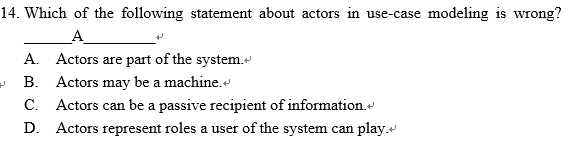 14. Which of the following statement about actors in use-case modeling is wrong?
______A_________
A. Actors are part of the system.
B. Actors may be a machine.
C. Actors can be a passive recipient of information.
D. Actors represent roles a user of the system can play.